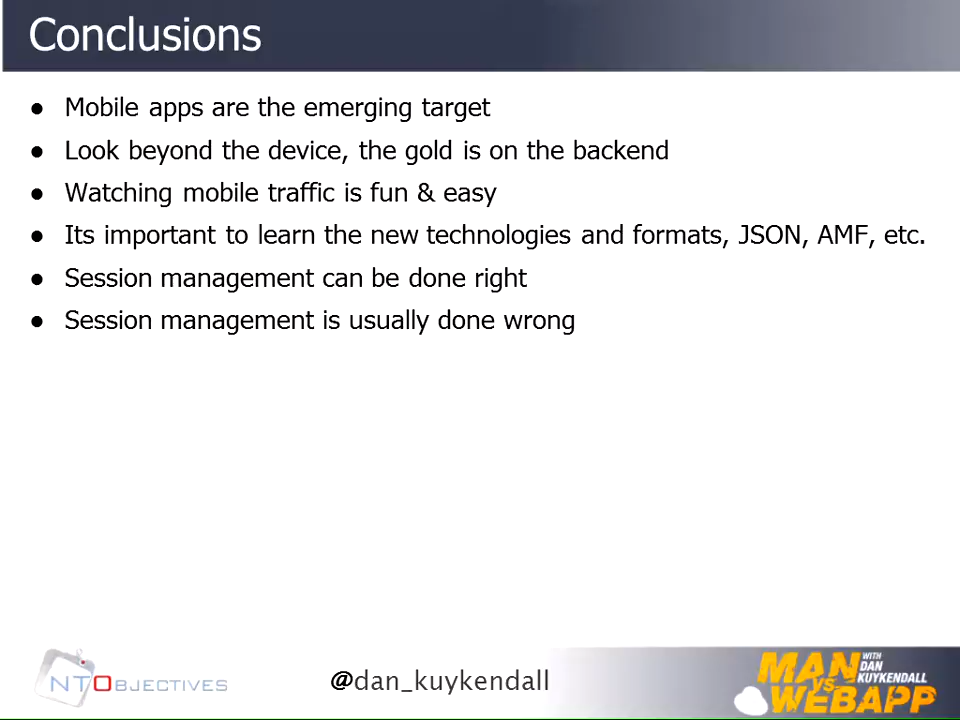 Conclusions
● Mobile apps are the emerging target
● Look beyond the device, the gold is on the backend
● Watching mobile traffic is fun & easy
● Its important to learn the new technologies and formats, JSON, AMF, etc.
● Session management can be done right
● Session management is usually done wrong
NTOBJECTIVES
@dan_kuykendall
MAN VS WEBAPP
WITH DAN KUYKENDALL